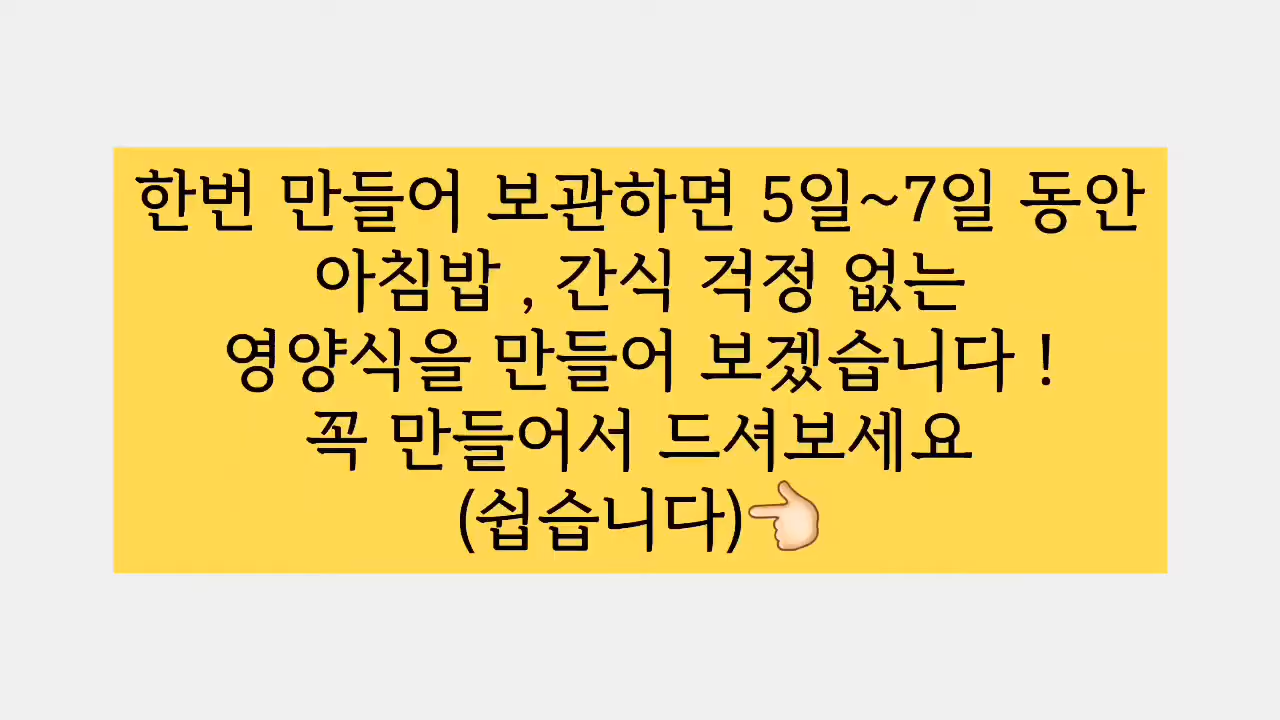 한번 만들어 보관하면 5일~7일 동안
아침밥 , 간식 걱정 없는
영양식을 만들어 보겠습니다 !
꼭 만들어서 드셔보세요
(쉽습니다)👈🏻